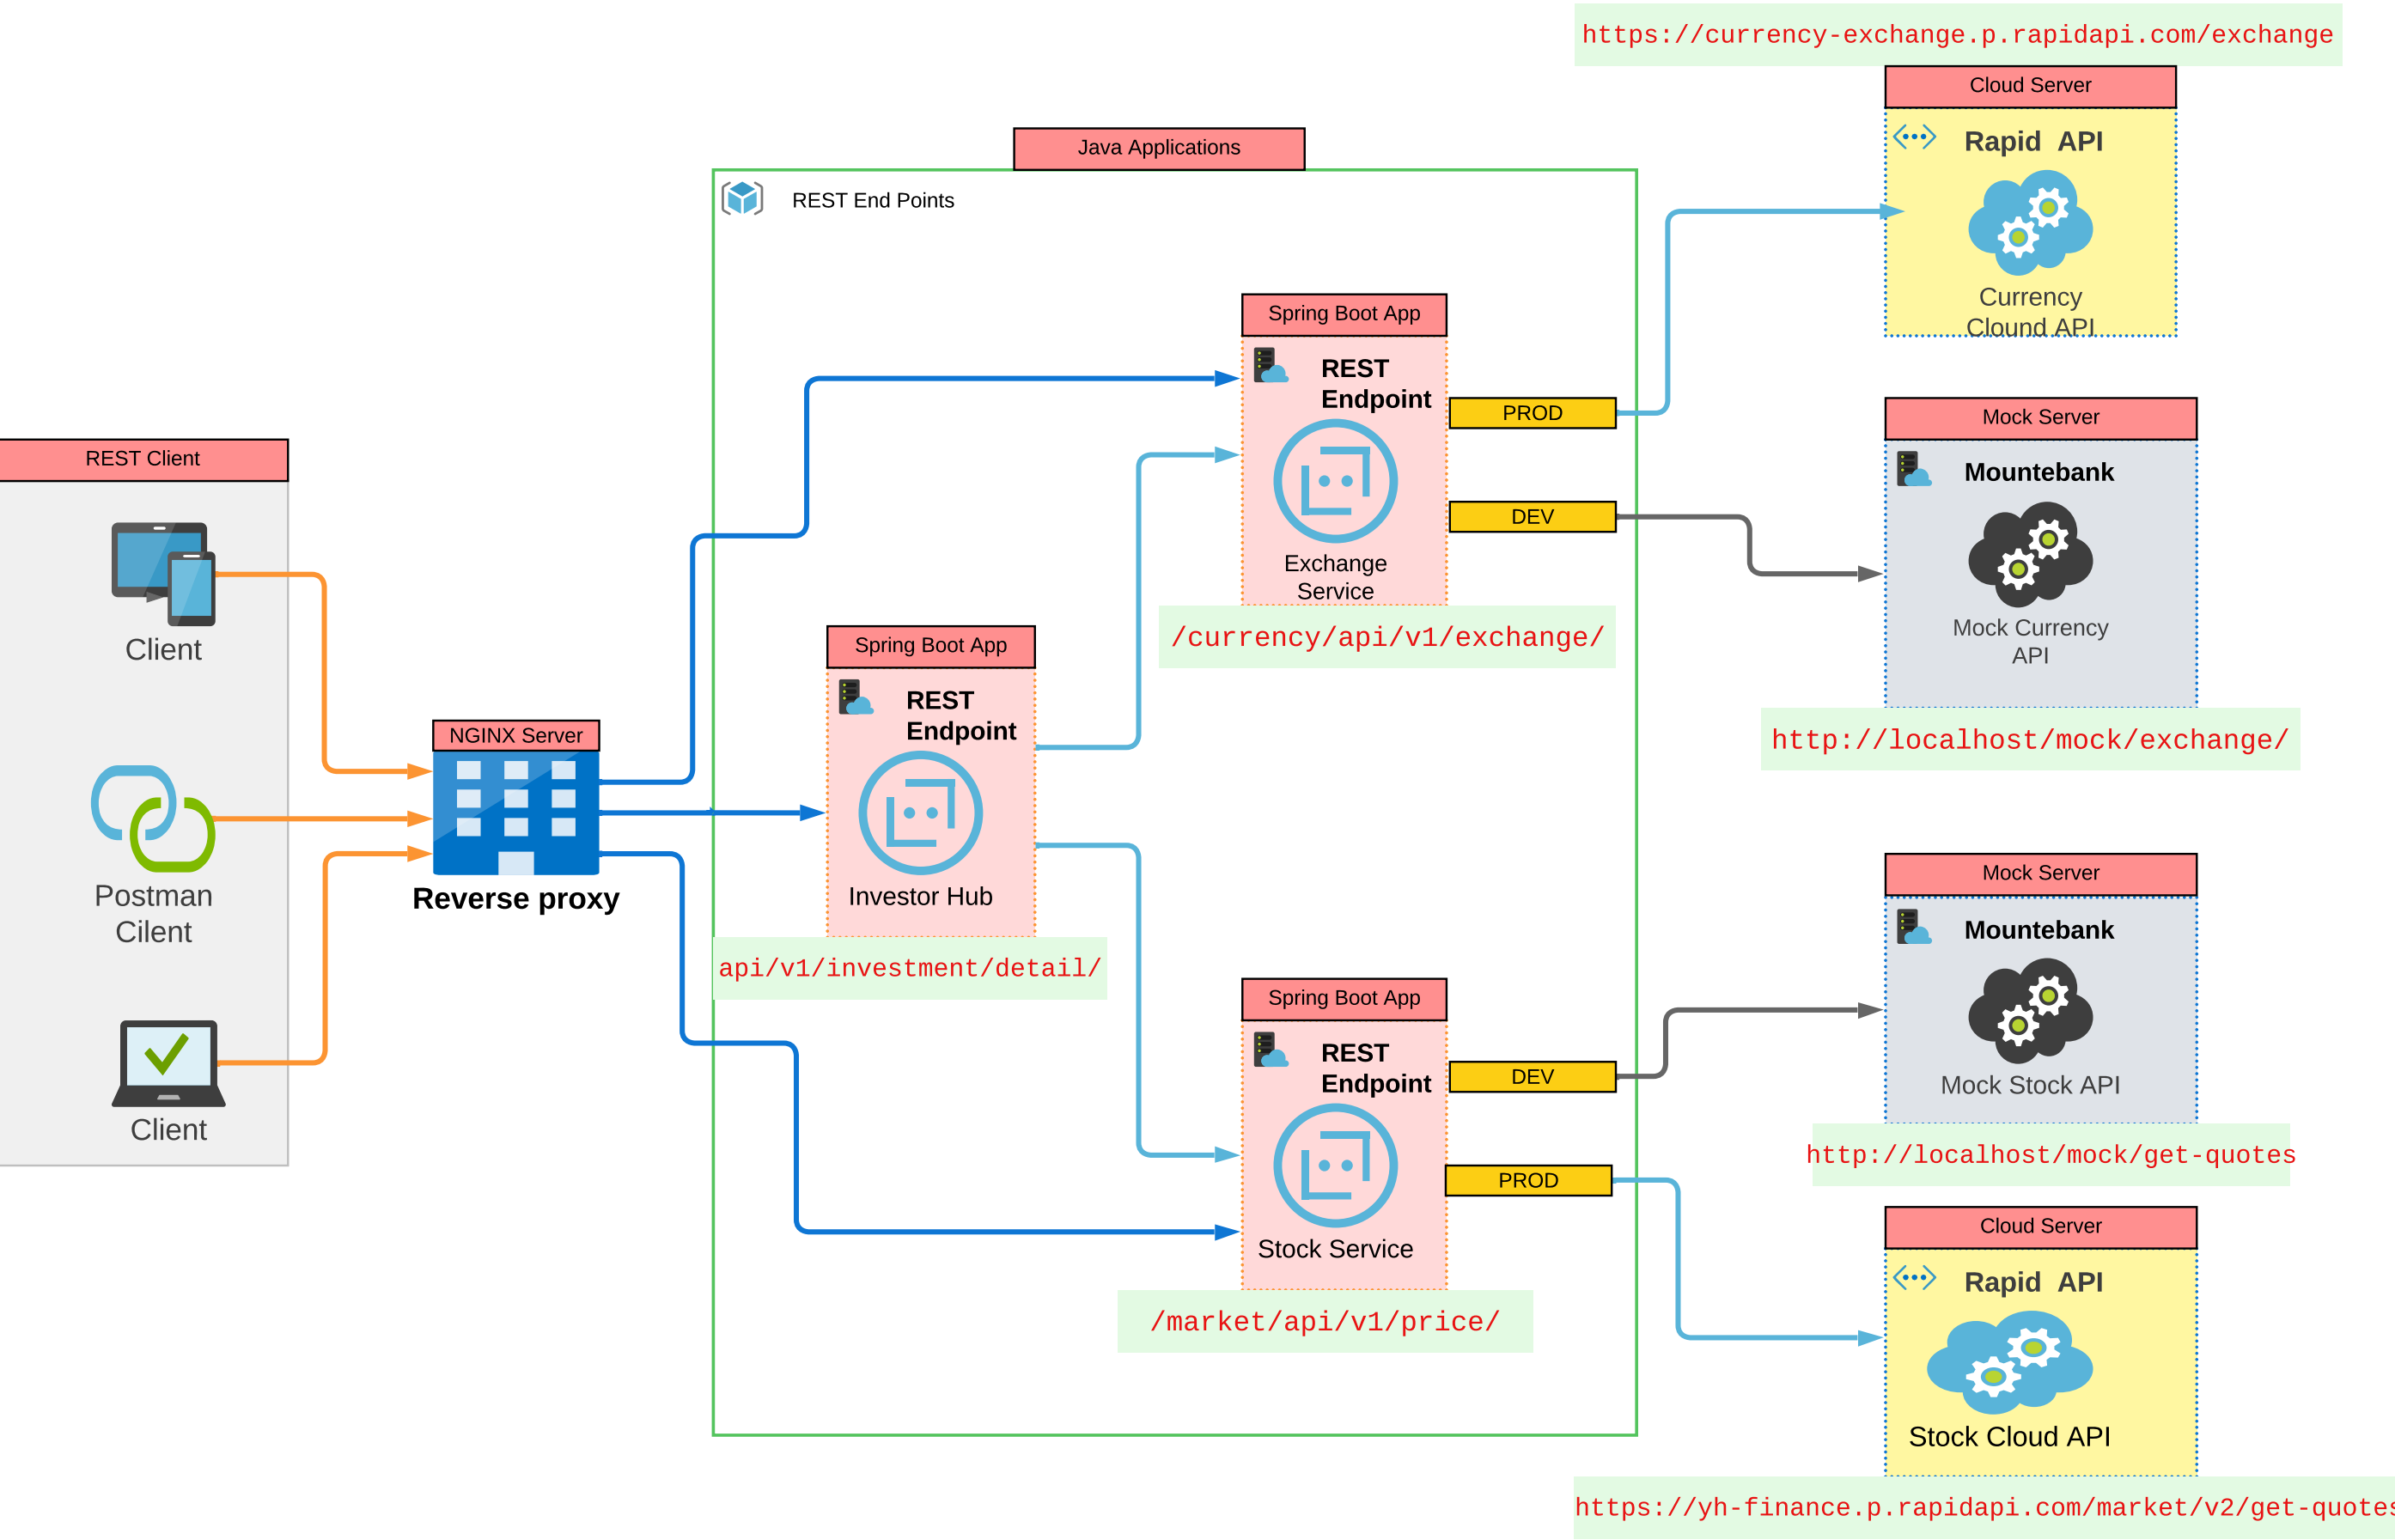 https://currency-exchange.p.rapidapi.com/exchange
Cloud Server
Rapid API
Currency
Clound API
Java Applications
REST End Points
Spring Boot App
REST
Endpoint
Exchange
Service
/currency/api/v1/exchange/
PROD
DEV
Mock Server
Mountebank
Mock Currency
API
http://localhost/mock/exchange/
REST Client
Client
Postman
Cilent
Client
NGINX Server
Reverse proxy
Spring Boot App
REST
Endpoint
Investor Hub
api/v1/investment/detail/
Spring Boot App
REST
Endpoint
Stock Service
/market/api/v1/price/
DEV
PROD
Mock Server
Mountebank
Mock Stock API
http://localhost/mock/get-quotes
Cloud Server
Rapid API
Stock Cloud API
https://yh-finance.p.rapidapi.com/market/v2/get-quotes